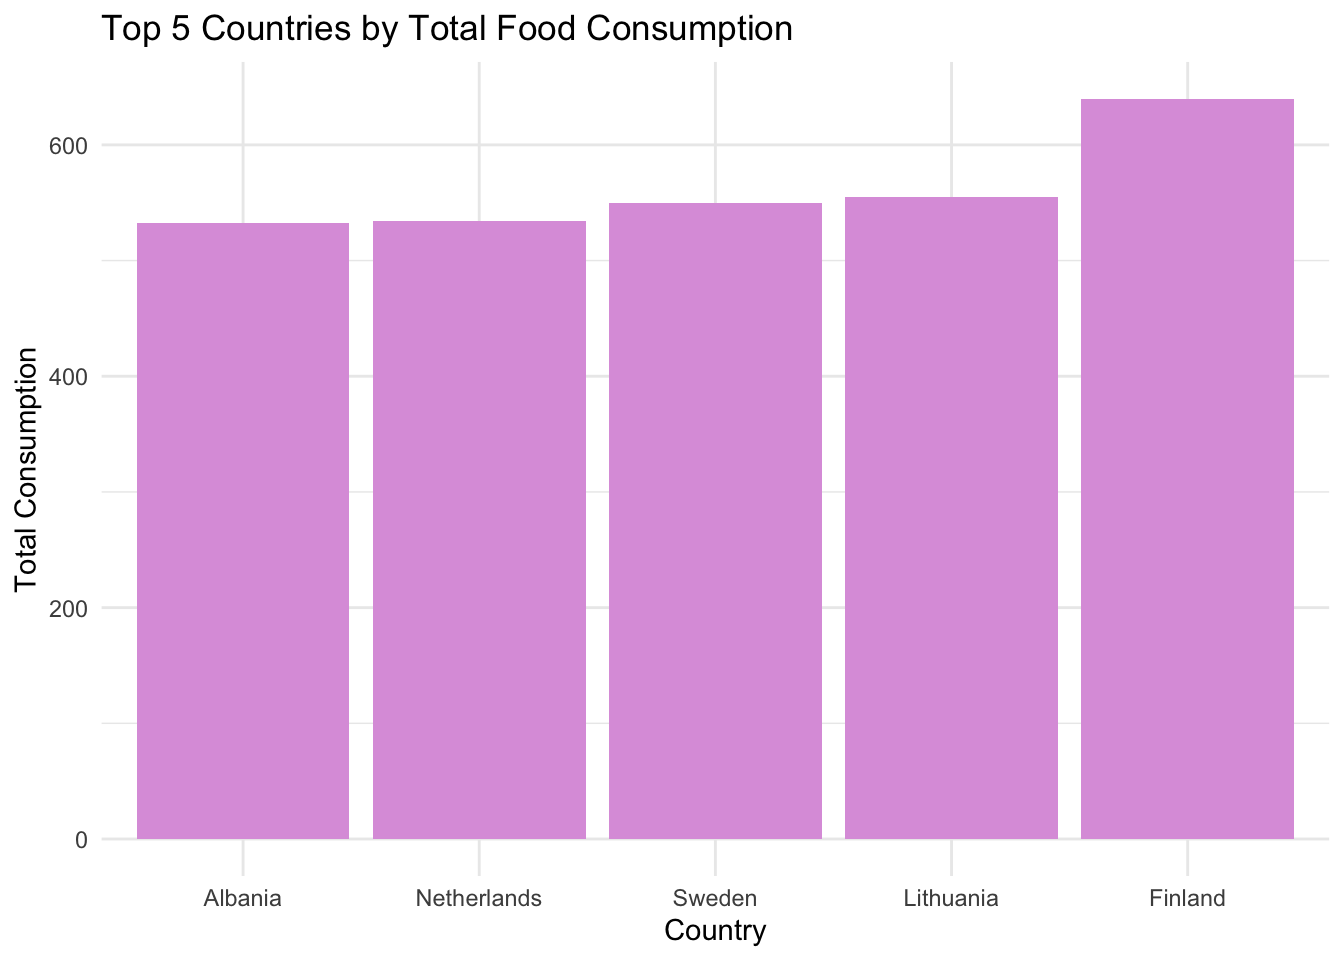 Top 5 Countries by Total Food Consumption
600
400
200
0
Total Consumption
Albania Netherlands Sweden Lithuania Finland
Country